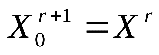 X_0^{r+1} = X^r